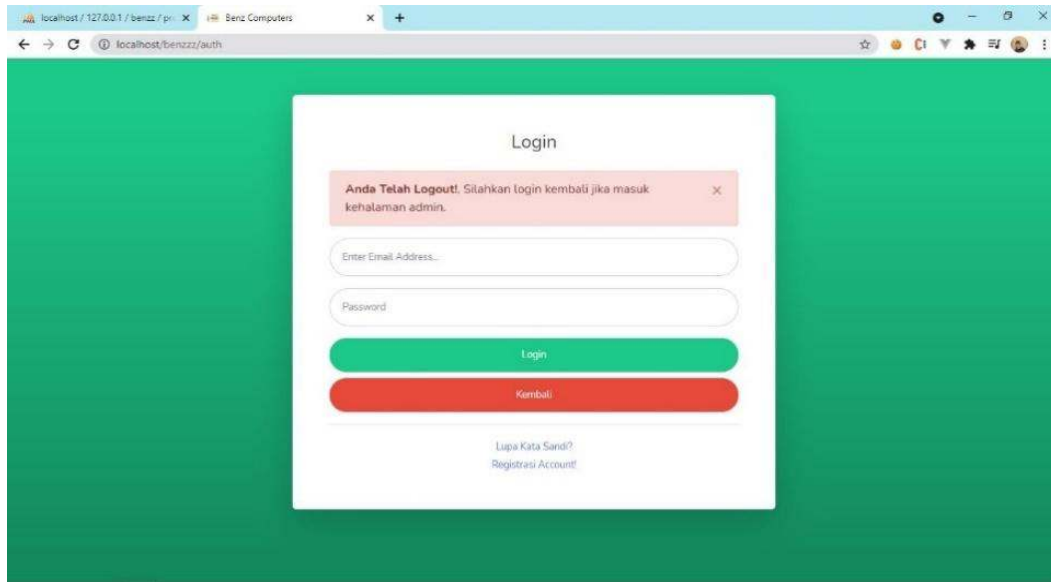 localhost / 127.0.0.1 / benzz / pr
Benz Computers
localhost/benzzz/auth
Login
Anda Telah Logout!. Silahkan login kembali jika masuk
kehalaman admin.
Enter Email Address...
Password
Login
Kembali
Lupa Kata Sandi?
Registrasi Account!